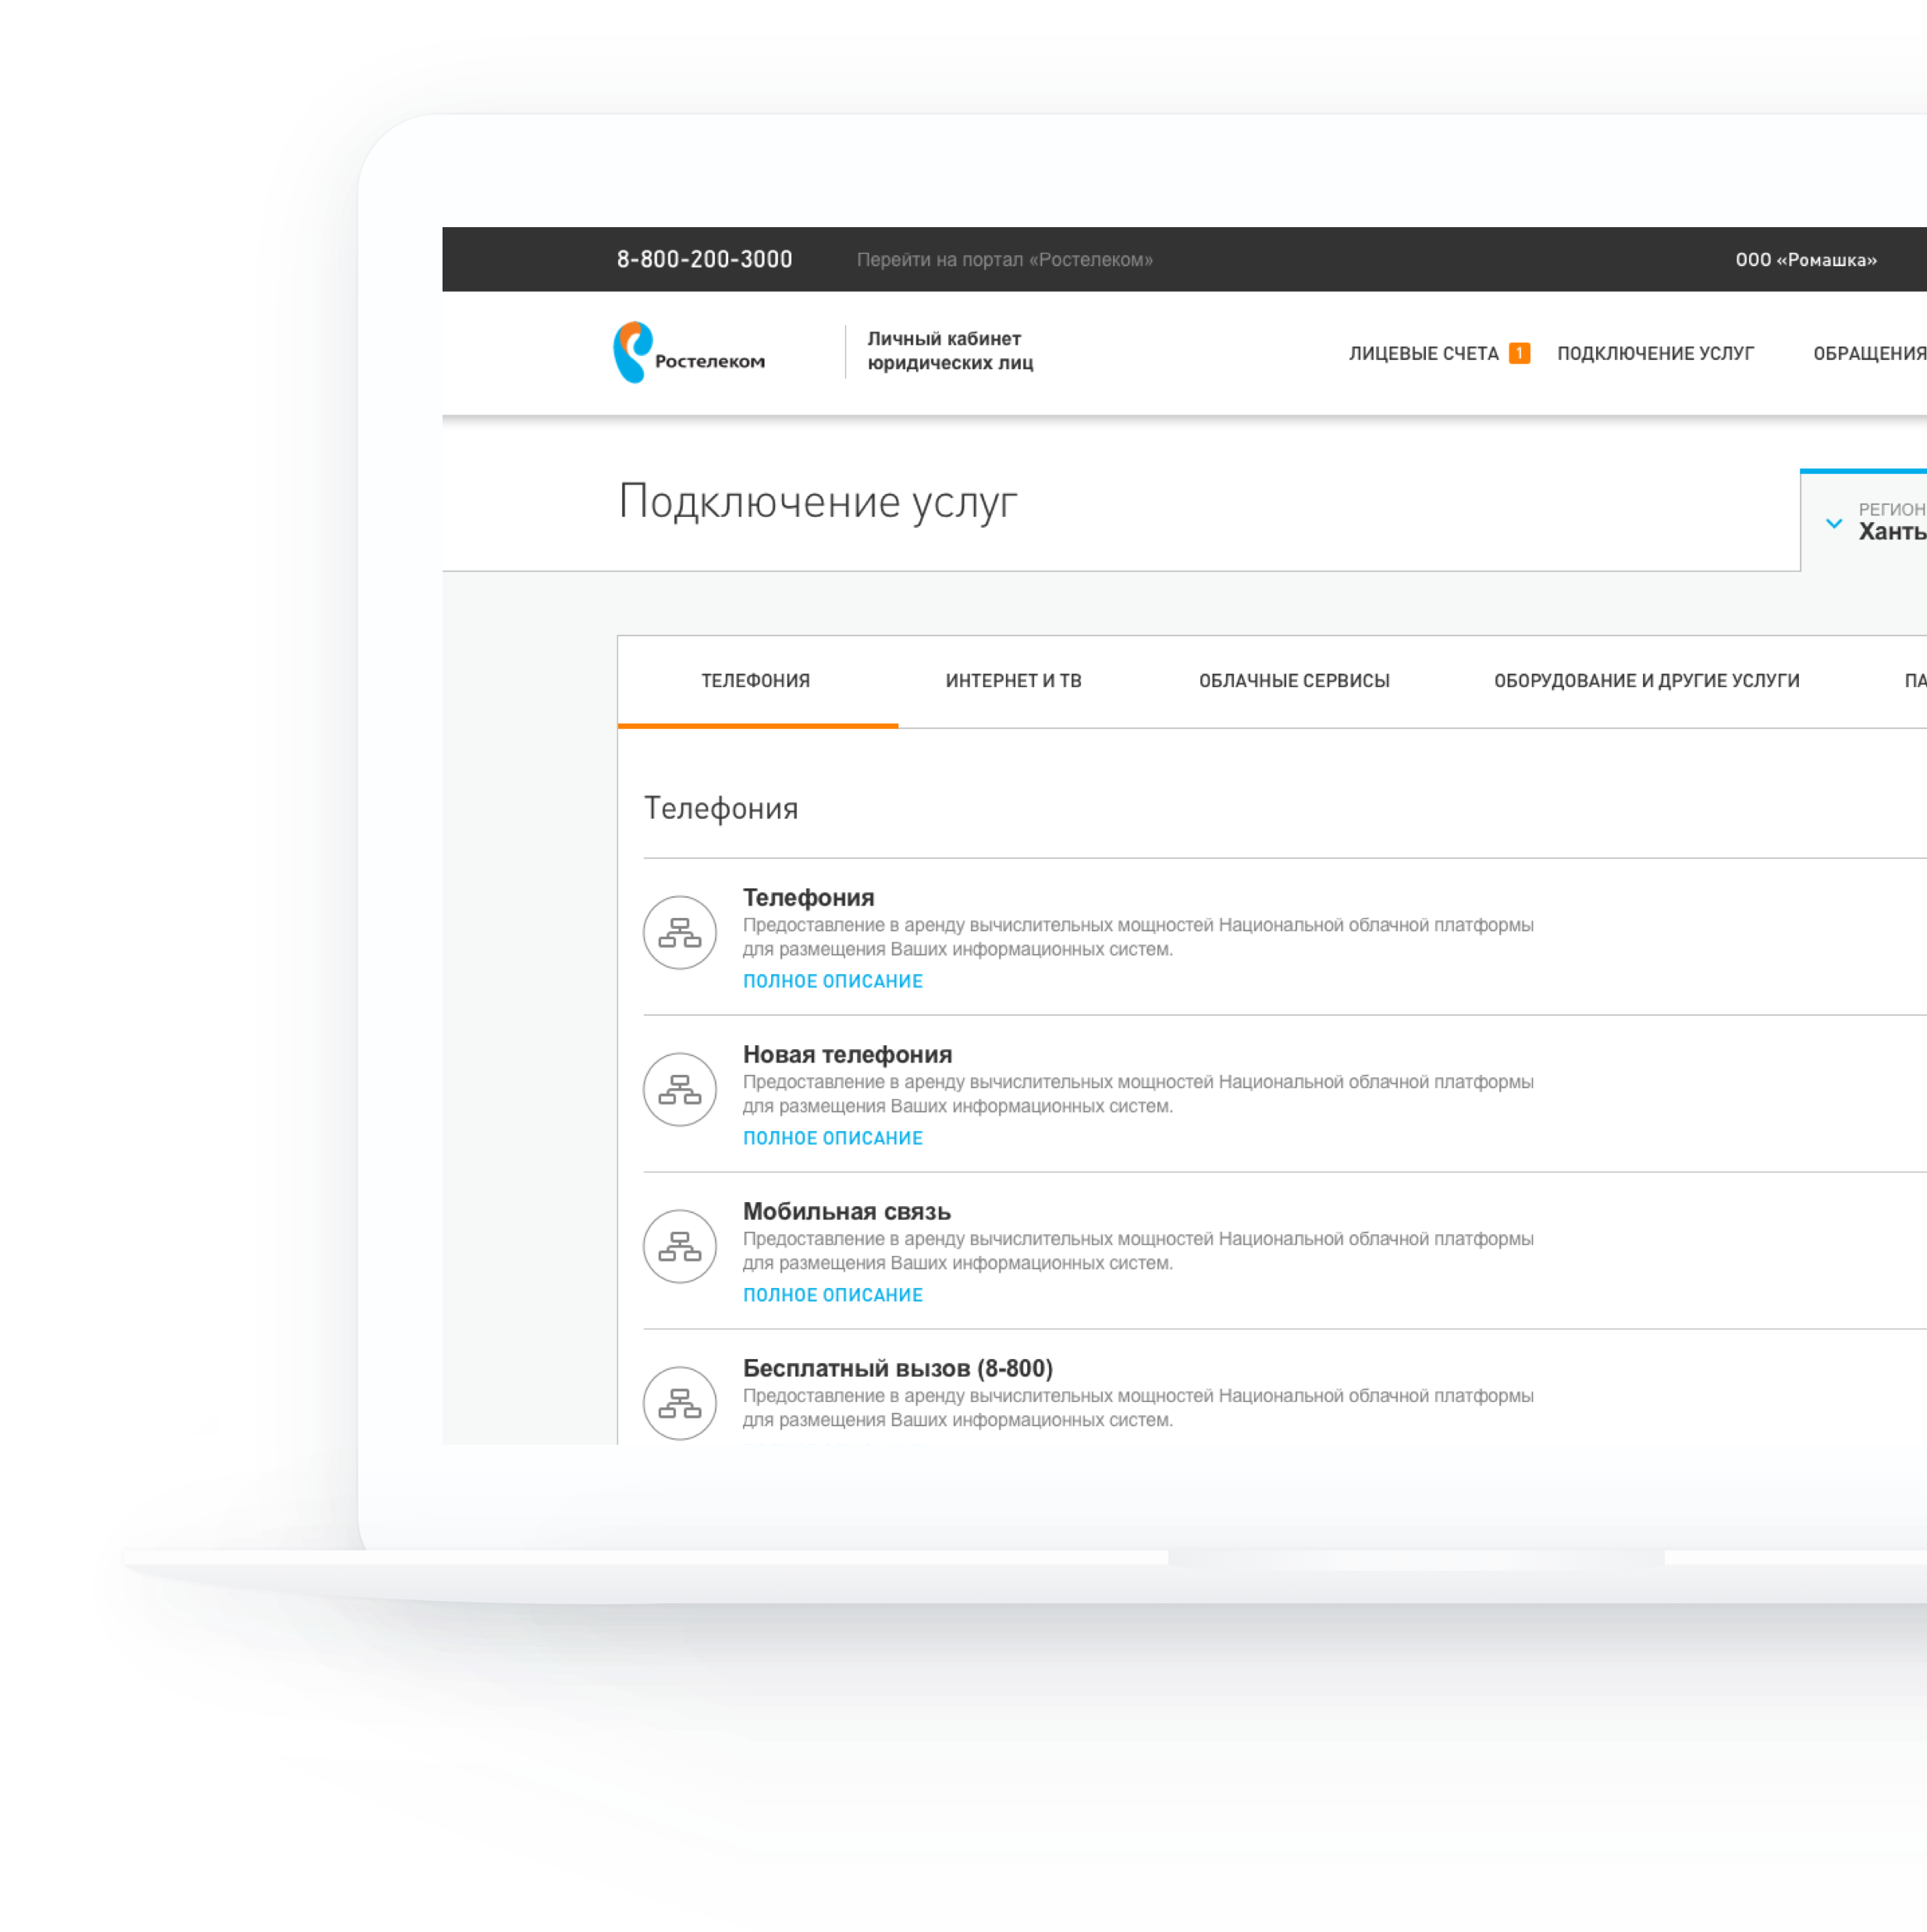 8-800-200-3000 Перейти на портал «Ростелеком» ООО «Ромашка»
Ростелеком
Личный кабинет
юридических лиц
ЛИЦЕВЫЕ СЧЕТА 1 ПОДКЛЮЧЕНИЕ УСЛУГ ОБРАЩЕНИЯ
Подключение услуг
РЕГИОН
Ханты
ТЕЛЕФОНИЯ ИНТЕРНЕТ И ТВ ОБЛАЧНЫЕ СЕРВИСЫ ОБОРУДОВАНИЕ И ДРУГИЕ УСЛУГИ ПА
Телефония
Телефония
Предоставление в аренду вычислительных мощностей Национальной облачной платформы
для размещения Ваших информационных систем.
ПОЛНОЕ ОПИСАНИЕ
Новая телефония
Предоставление в аренду вычислительных мощностей Национальной облачной платформы
для размещения Ваших информационных систем.
ПОЛНОЕ ОПИСАНИЕ
Мобильная связь
Предоставление в аренду вычислительных мощностей Национальной облачной платформы
для размещения Ваших информационных систем.
ПОЛНОЕ ОПИСАНИЕ
Бесплатный вызов (8-800)
Предоставление в аренду вычислительных мощностей Национальной облачной платформы
для размещения Ваших информационных систем.